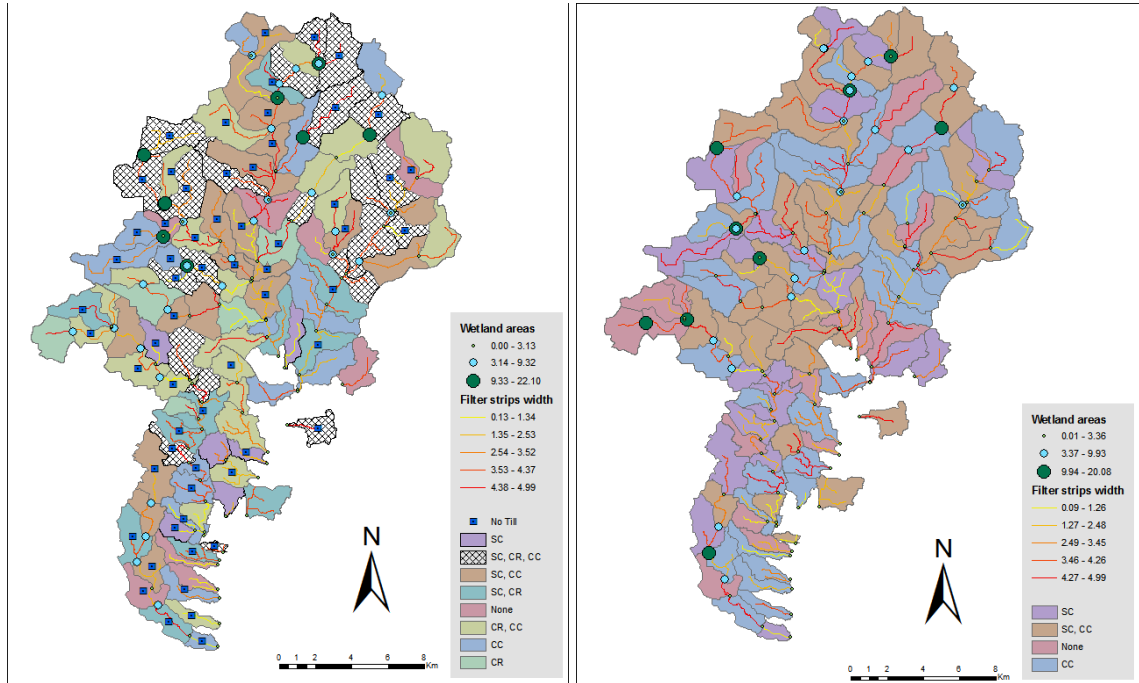 Wetland areas
0.00 - 3.13
3.14 - 9.32
9.33 - 22.10
Filter strips width
0.13 - 1.34
1.35 - 2.53
2.54 - 3.52
3.53 - 4.37
4.38 - 4.99
No Till
SC
SC, CR, CC
SC, CC
SC, CR
None
CR, CC
CC
CR
N
0 1 2 4 6 8
Km
Wetland areas
0.01 - 3.36
3.37 - 9.93
9.94 - 20.08
Filter strips width
0.09 - 1.26
1.27 - 2.48
2.49 - 3.45
3.46 - 4.26
4.27 - 4.99
SC
SC, CC
None
CC
N
0 1 2 4 6 8
Km